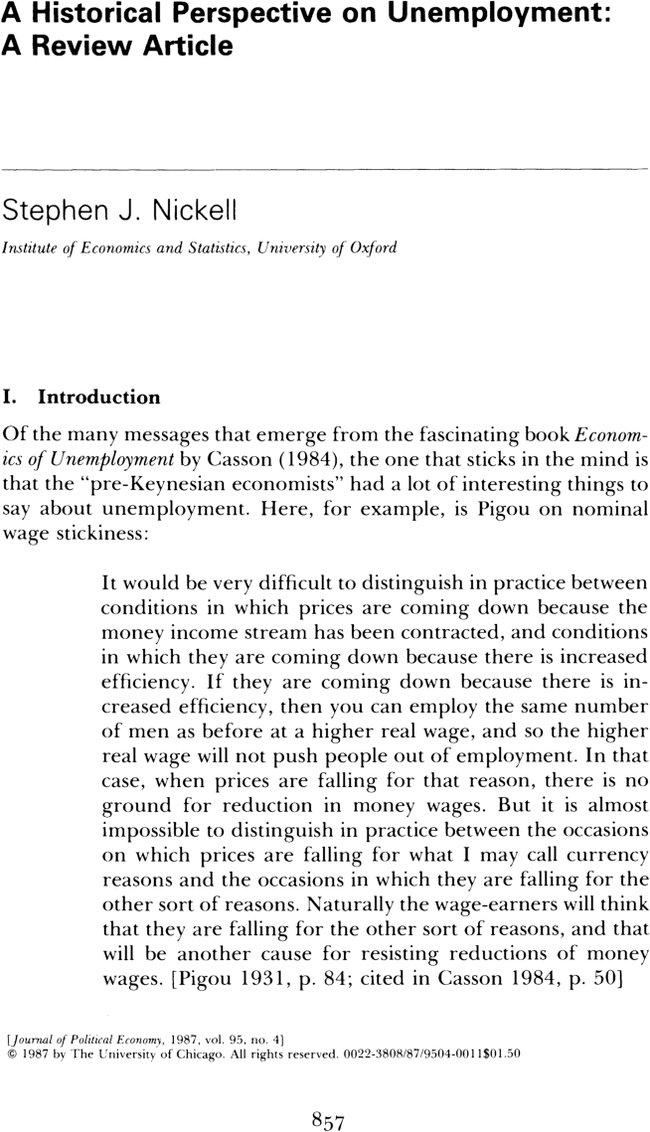 A Historical Perspective on Unemployment:
A Review Article
Stephen J. Nickell
Institute of Economics and Statistics, University of Oxford
I. Introduction
Of the many messages that emerge from the fascinating book Econom-
ics of Unemployment by Casson (1984), the one that sticks in the mind is
that the “pre-Keynesian economists” had a lot of interesting things to
say about unemployment. Here, for example, is Pigou on nominal
wage stickiness:
It would be very difficult to distinguish in practice between
conditions in which prices are coming down because the
money income stream has been contracted, and conditions
in which they are coming down because there is increased
efficiency. If they are coming down because there is in-
creased efficiency, then you can employ the same number
of men as before at a higher real wage, and so the higher
real wage will not push people out of employment. In that
case, when prices are falling for that reason, there is no
ground for reduction in money wages. But it is almost
impossible to distinguish in practice between the occasions
on which prices are falling for what I may call currency
reasons and the occasions in which they are falling for the
other sort of reasons. Naturally the wage-earners will think
that they are falling for the other sort of reasons, and that
will be another cause for resisting reductions of money
wages. [Pigou 1931, p. 84; cited in Casson 1984, p. 50]
[Journal of Political Economy, 1987, vol. 95, no. 4]
© 1987 by The University of Chicago. All rights reserved. 0022-3808/87/9504-0011$01.50
857